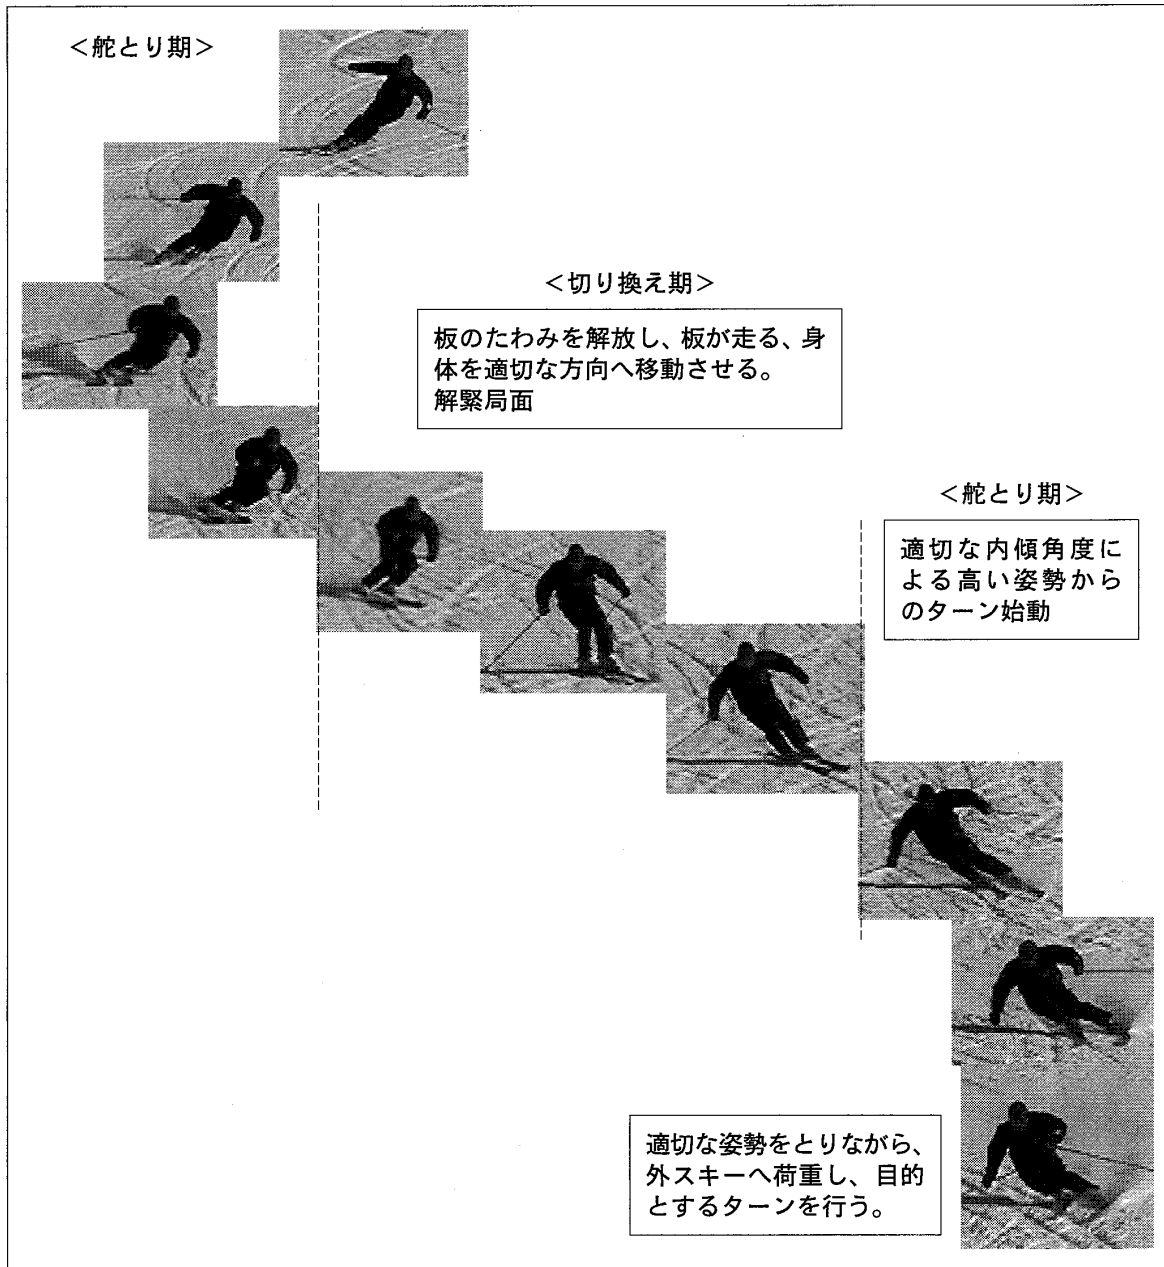 ＜舵とり期＞
＜切り換え期＞
板のたわみを解放し、板が走る、身
体を適切な方向へ移動させる。
解緊局面
＜舵とり期＞
適切な内傾角度に
よる高い姿勢から
のターン始動
適切な姿勢をとりながら、
外スキーへ荷重し、目的
とするターンを行う。